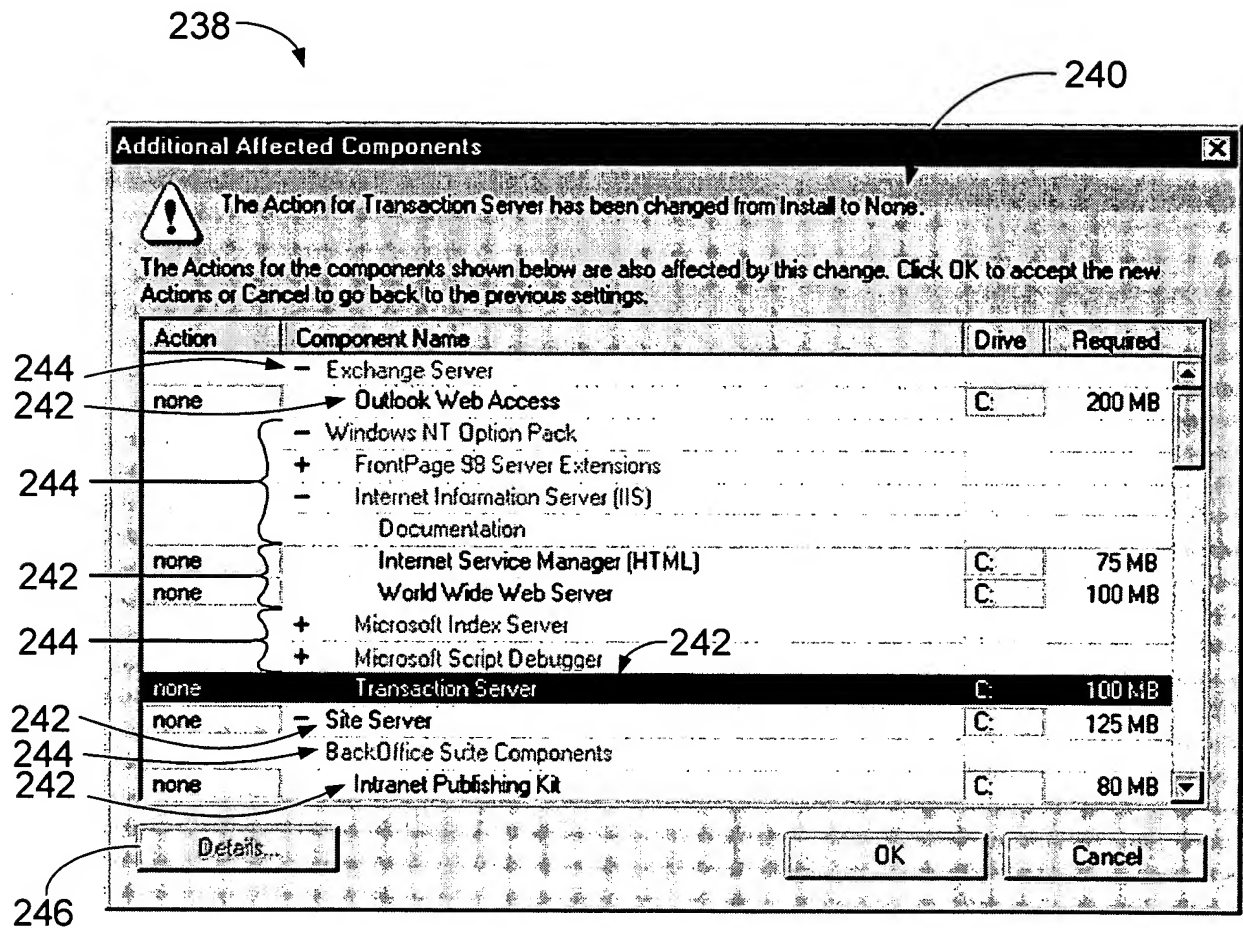 238
240
Additional Affected Components
The Action for Transaction Server has been changed from Install to None.
The Actions for the components shown below are also affected by this change. Click OK to accept the new
Actions or Cancel to go back to the previous settings.
Action Component Name Drive Required
244 - Exchange Server
242 none Outlook Web Access C: 200 MB
- Windows NT Option Pack
+ FrontPage 98 Server Extensions
244 - Internet Information Server (IIS)
Documentation
none Internet Service Manager (HTML) C: 75 MB
242
none World Wide Web Server C: 100 MB
+ Microsoft Index Server
244 242
+ Microsoft Script Debugger
none Transaction Server C: 100 MB
242 none - Site Server C: 125 MB
244 BackOffice Suite Components
242 none Intranet Publishing Kit C: 80 MB
Details... OK Cancel
246